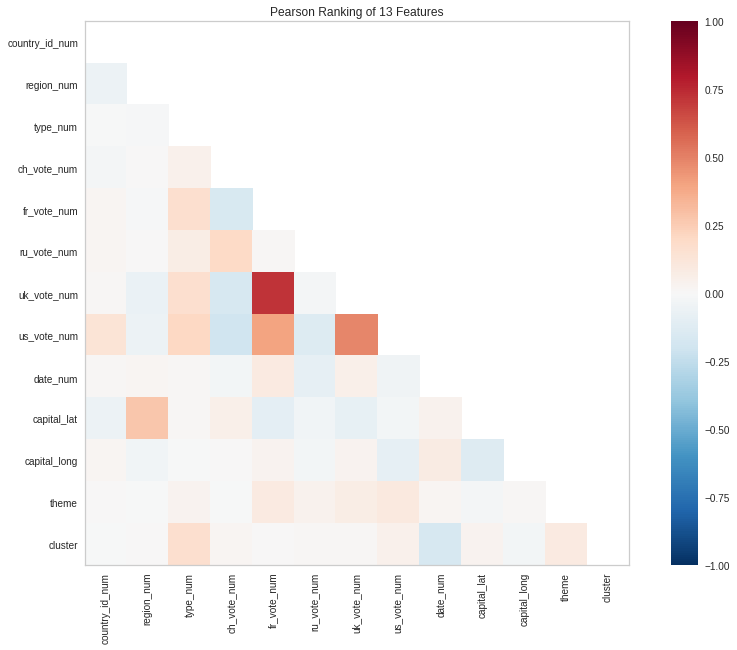 Pearson Ranking of 13 Features
country_id_num
region_num
type_num
ch_vote_num
fr_vote_num
ru_vote_num
uk_vote_num
us_vote_num
date_num
capital_lat
capital_long
theme
cluster
country_id_num
region_num
type_num
ch_vote_num
fr_vote_num
ru_vote_num
uk_vote_num
us_vote_num
date_num
capital_lat
capital_long
theme
cluster
1.00
0.75
0.50
0.25
0.00
−0.25
−0.50
−0.75
−1.00